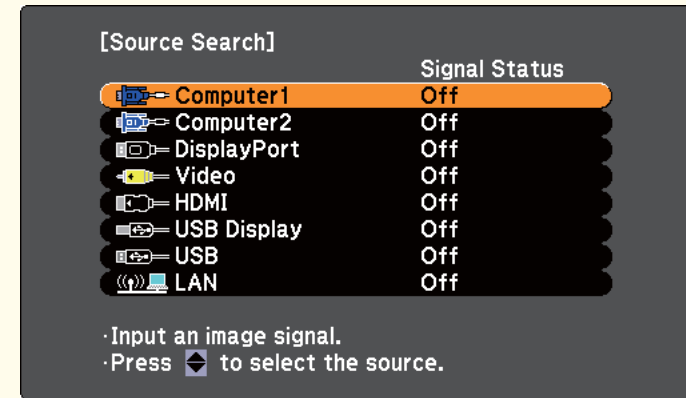 [Source Search]
Signal Status
Computer1 Off
Computer2 Off
DisplayPort Off
Video Off
HDMI Off
USB Display Off
USB Off
LAN Off
·Input an image signal.
·Press to select the source.